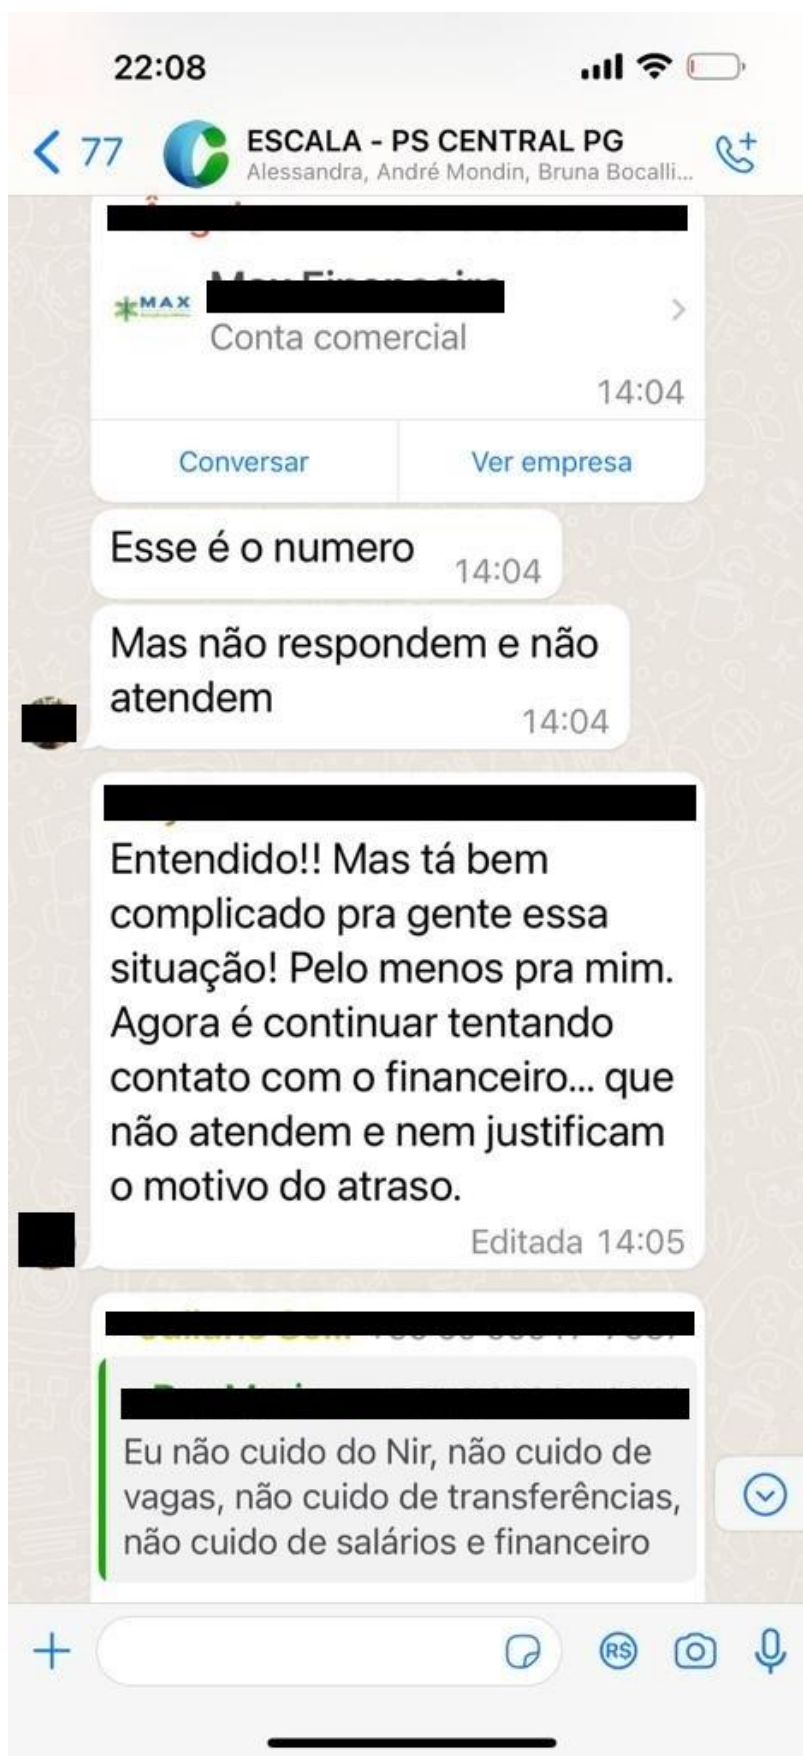 22:08
77
ESCALA - PS CENTRAL PG
Alessandra, André Mondin, Bruna Bocalli...
MAX
Conta comercial
14:04
Conversar
Ver empresa
Esse é o numero
14:04
Mas não respondem e não
atendem
14:04
Entendido!! Mas tá bem
complicado pra gente essa
situação! Pelo menos pra mim.
Agora é continuar tentando
contato com o financeiro... que
não atendem e nem justificam
o motivo do atraso.
Editada 14:05
Eu não cuido do Nir, não cuido de
vagas, não cuido de transferências,
não cuido de salários e financeiro
R$